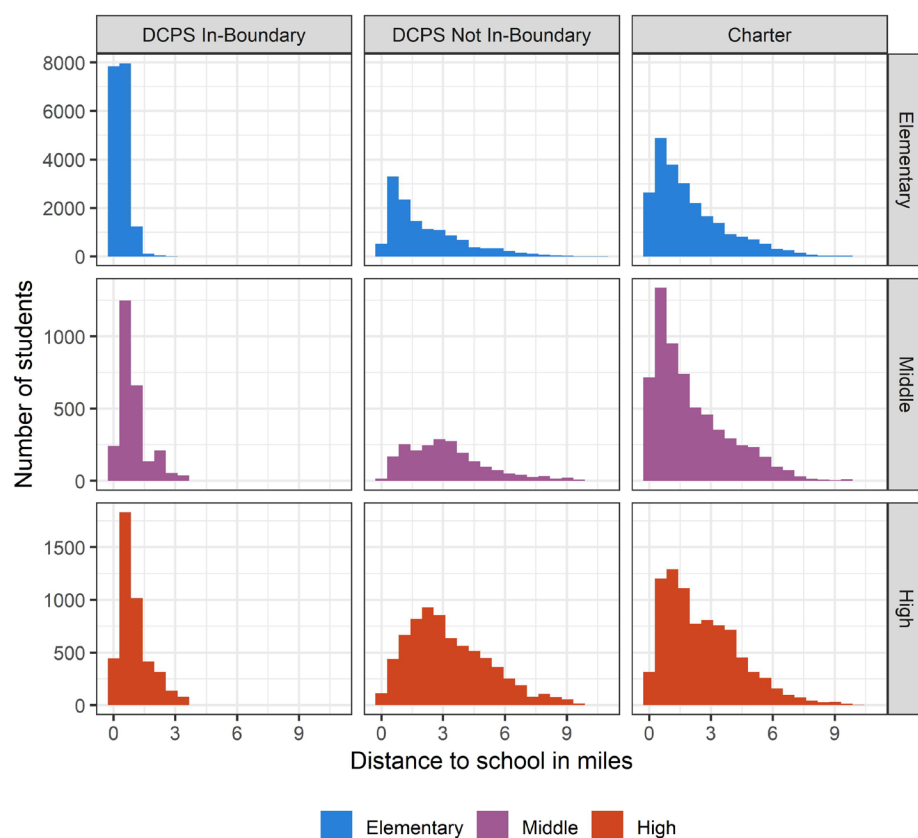 DCPS In-Boundary DCPS Not In-Boundary Charter
8000
6000
4000
2000
0
Elementary
1000
500
0
Middle
1500
1000
500
0
High
Number of students
0 3 6 9 0 3 6 9 0 3 6 9
Distance to school in miles
Elementary Middle High